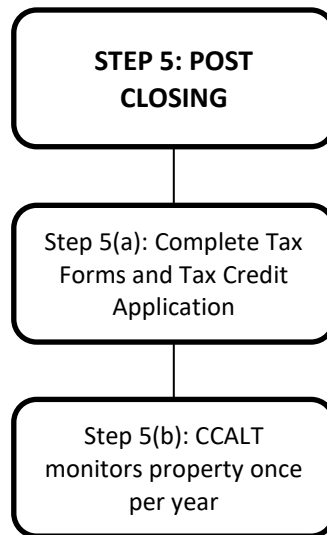 STEP 5: POST
CLOSING
Step 5(a): Complete Tax
Forms and Tax Credit
Application
Step 5(b): CCALT
monitors property once
per year